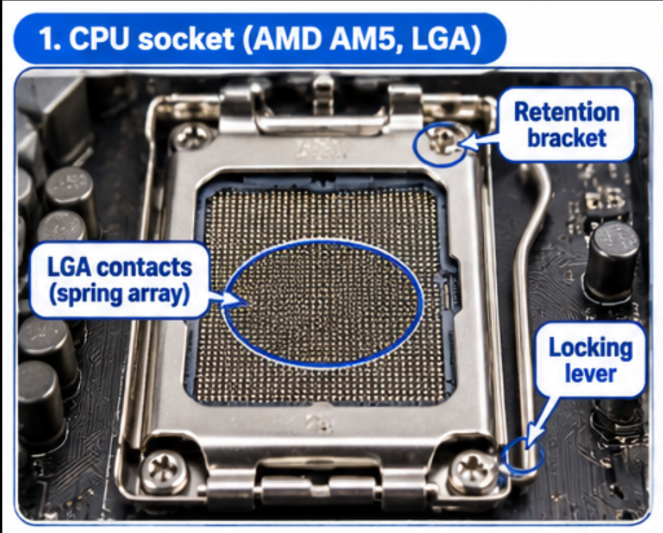 1. CPU socket (AMD AM5, LGA)
Retention
bracket
LGA contacts
(spring array)
Locking
lever